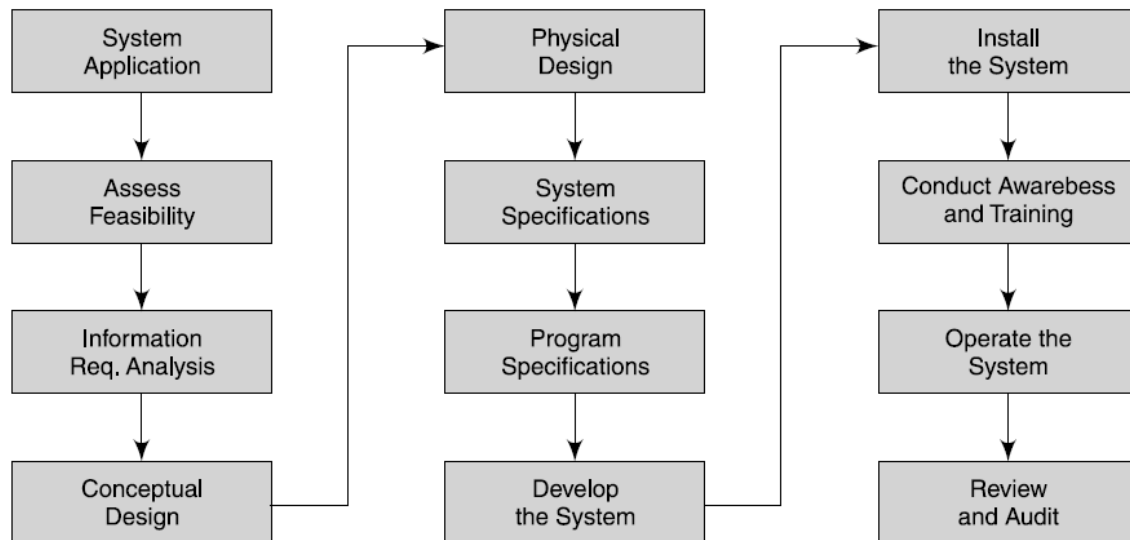 System
Application
Assess
Feasibility
Information
Req. Analysis
Conceptual
Design
Physical
Design
System
Specifications
Program
Specifications
Develop
the System
Install
the System
Conduct Awarebess
and Training
Operate the
System
Review
and Audit